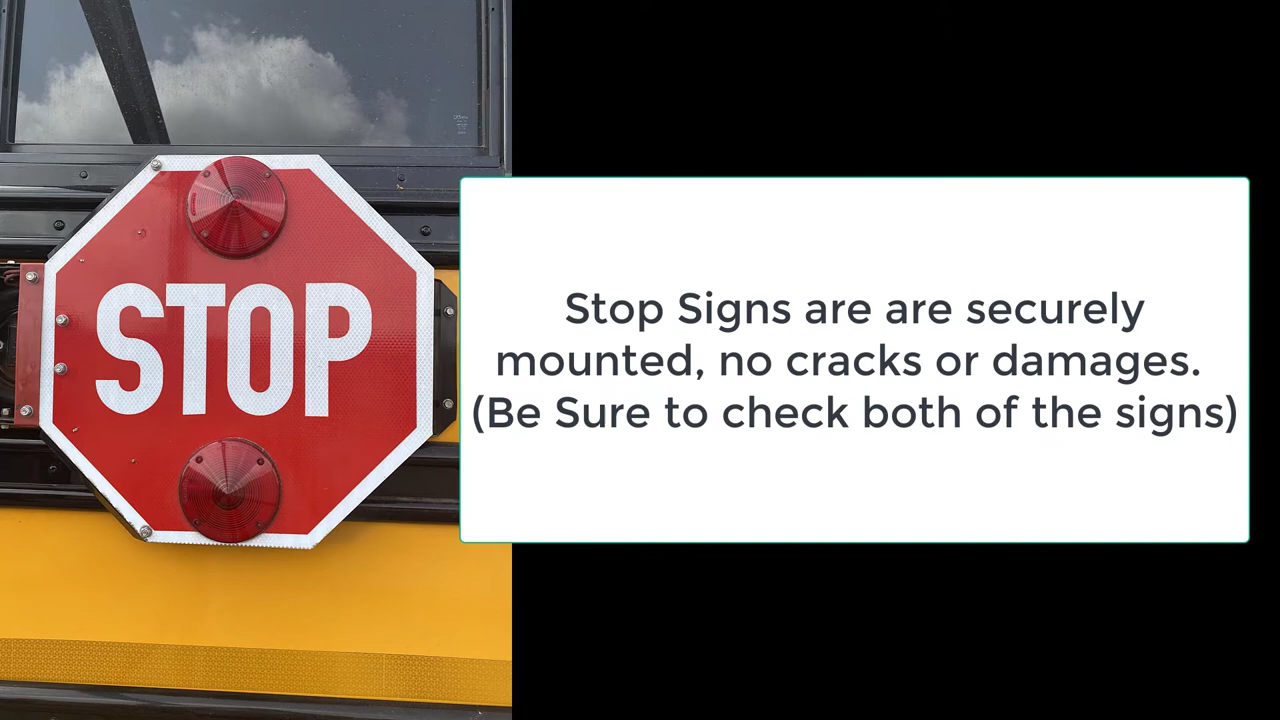 STOP
Stop Signs are are securely
mounted, no cracks or damages.
(Be Sure to check both of the signs)